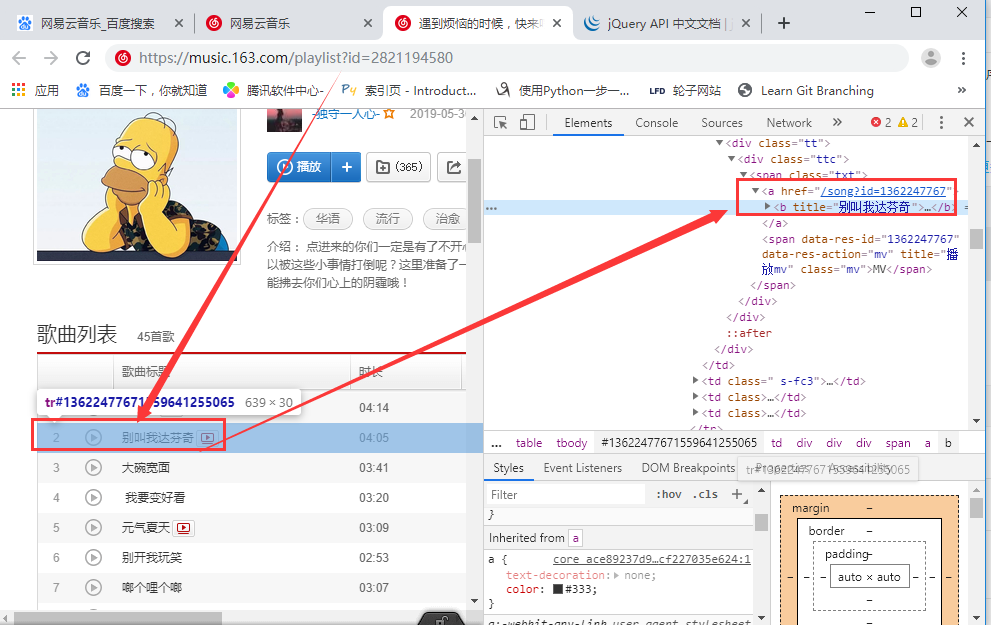 网易云音乐_百度搜索
网易云音乐
遇到烦恼的时候，快来
jQuery API 中文文档 |
https://music.163.com/playlist?id=2821194580
应用
百度一下，你就知道
腾讯软件中心-
索引页 - Introduct...
使用Python一步一...
LFD 轮子网站
Learn Git Branching
»
-独守一人心-
2019-05-3
播放
+
(365)
标签：
华语
流行
治愈
介绍： 点进来的你们一定是有了不开心
以被这些小事情打倒呢？这里准备了一
能拂去你们心上的阴霾哦！
歌曲列表
45首歌
歌曲标题
时长
tr#13622477671559641255065 639 × 30
04:14
2 别叫我达芬奇 04:05
3 大碗宽面 03:41
4 我要变好看 03:20
5 元气夏天 03:09
6 别开我玩笑 02:53
7 嘟个哩个嘟 03:07
Elements Console Sources Network » 2 2
<div class="tt">
<div class="ttc">
<span class="txt">
<a href="/song?id=1362247767"
<b title="别叫我达芬奇">…</b> =
</a>
<span data-res-id="1362247767"
data-res-action="mv" title="播
放mv" class="mv">MV</span>
</span>
</div>
</div>
::after
</div>
</td>
<td class=" s-fc3">…</td>
<td class>…</td>
<td class>…</td>
</tr>
... table tbody #13622477671559641255065 td div div div span a b
Styles Event Listeners DOM Breakpoints
tr#13622477671559641255065
Filter :hov .cls +
}
Inherited from a
a { core_ace89237d9…cf227035e624:1
text-decoration: none;
color: #333;
}
a:-webkit-any-link user agent stylesheet
margin –
border –
padding–
– – – auto × auto – – –
–